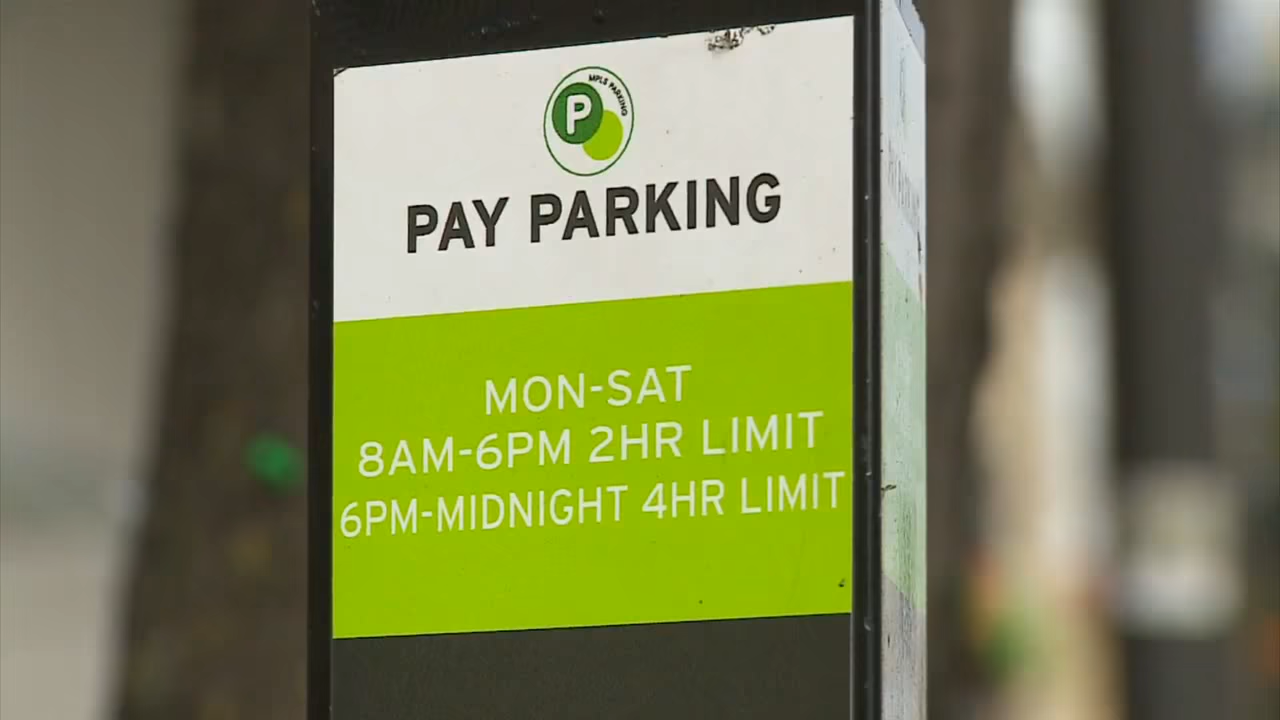 MPLS PARKING
P
PAY PARKING
MON-SAT
8AM-6PM 2HR LIMIT
6PM-MIDNIGHT 4HR LIMIT